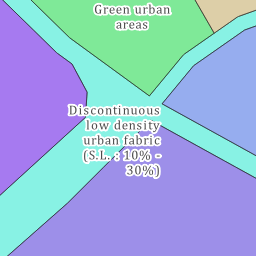 Green urban
areas
Discontinuous
low density
urban fabric
(S.L. : 10% -
30%)